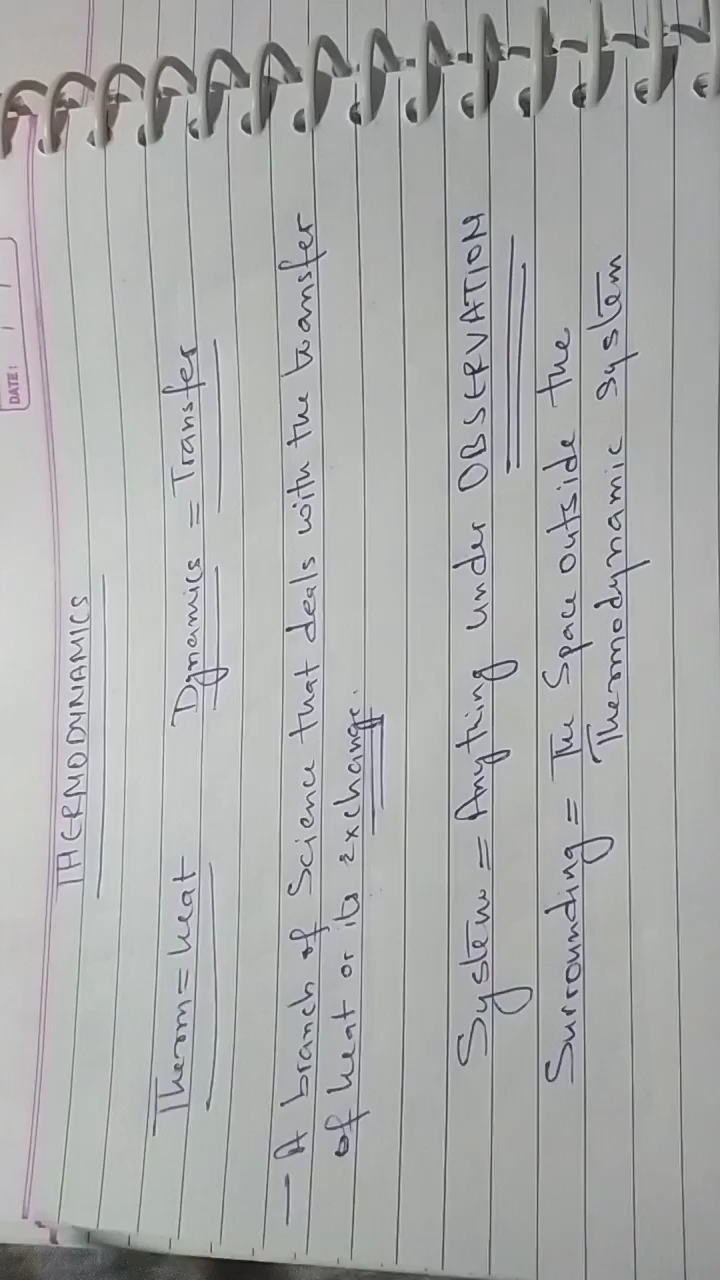 DATE:
THERMODYNAMICS
Therm = heat Dynamics = Transfer
— A branch of Science that deals with the transfer
of heat or its exchange.
System = Anything under OBSERVATION
Surrounding = The Space outside the
Thermodynamic System